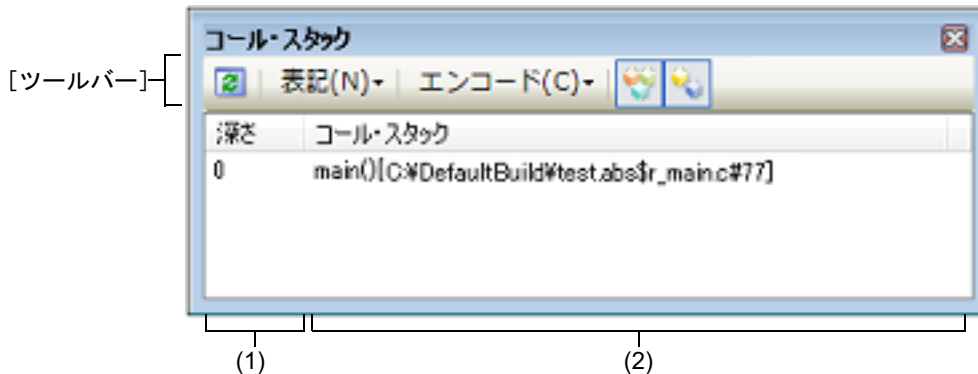 コール・スタック
[ツールバー]
表記(N) エンコード(C)
深さ コール・スタック
0 main()[C:¥DefaultBuild¥test.abs$r_main.c#77]
(1) (2)